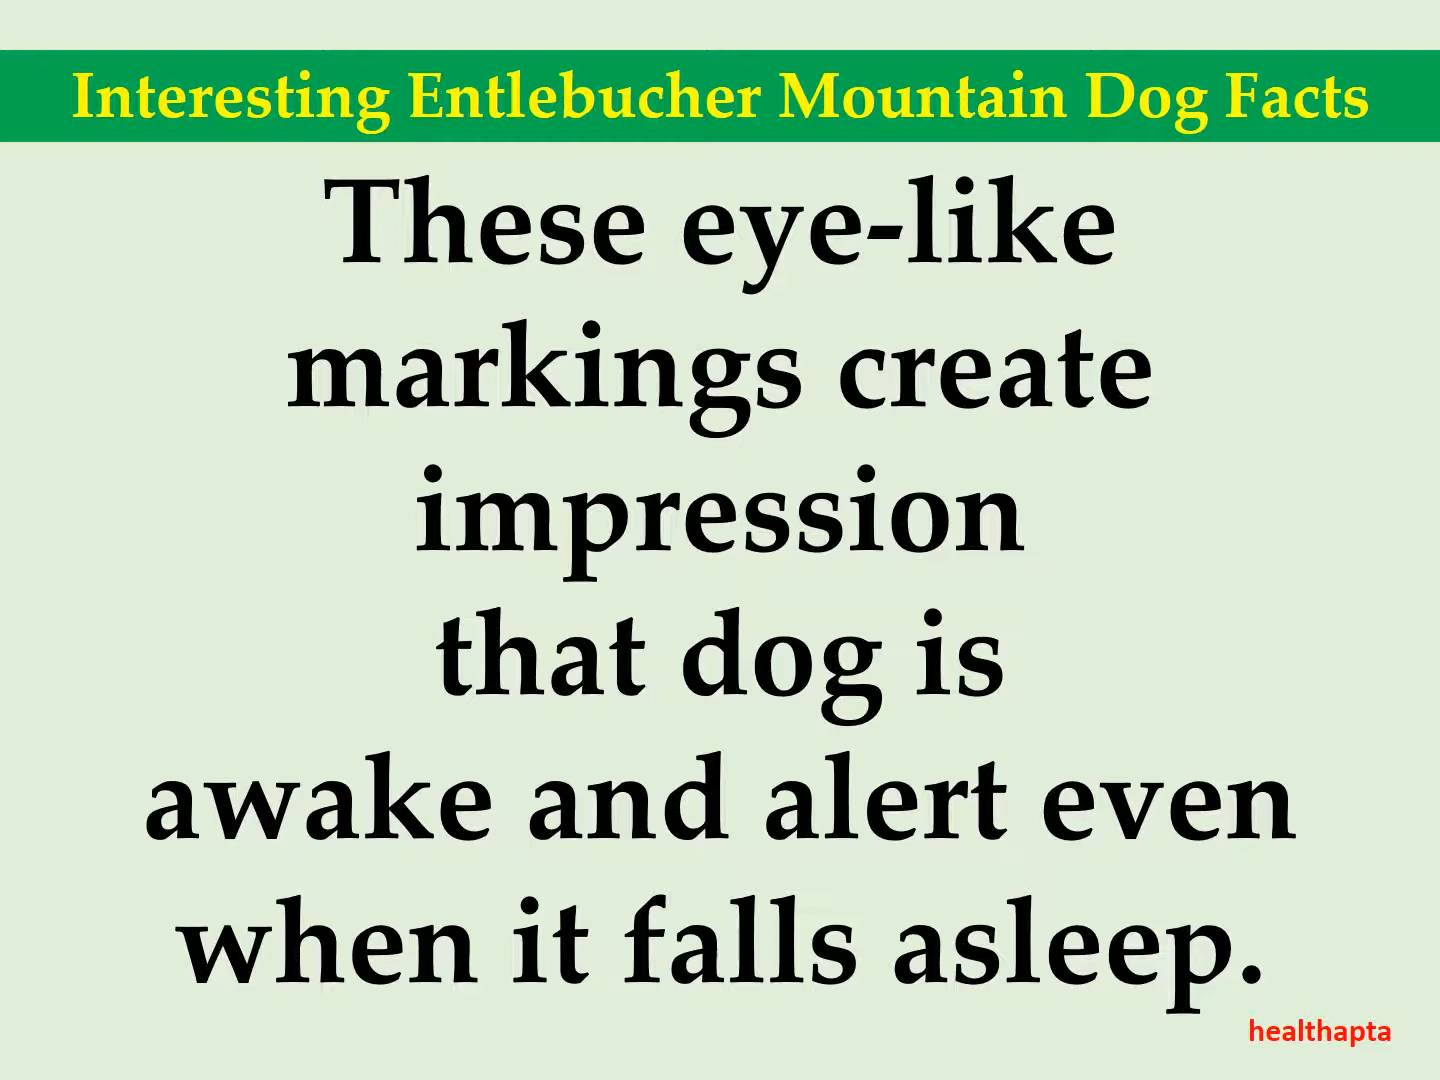 Interesting Entlebucher Mountain Dog Facts
These eye-like
markings create
impression
that dog is
awake and alert even
when it falls asleep.
healthapta